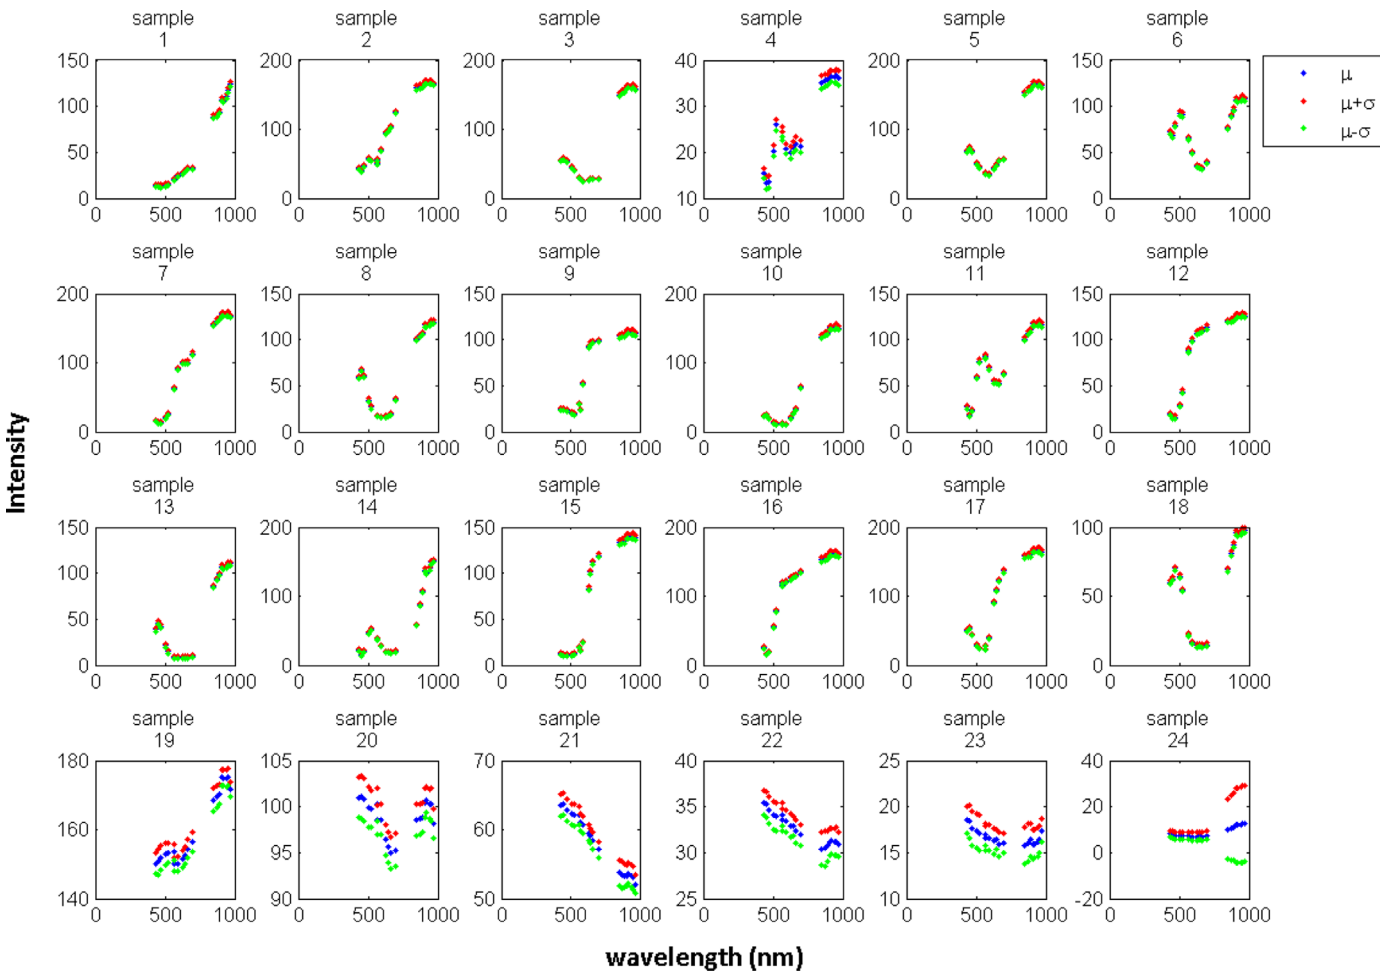 sample sample sample sample sample sample
1 2 3 4 5 6
150 200 200 40 200 150
μ
μ+σ
μ-σ
100 100 100 30 100 100
50 20 50
0 0 0 10 0 0
0 500 1000 0 500 1000 0 500 1000 0 500 1000 0 500 1000 0 500 1000
sample sample sample sample sample sample
7 8 9 10 11 12
200 150 150 200 150 150
100 100 100 100 100 100
50 50 50 50
0 0 0 0 0 0
0 500 1000 0 500 1000 0 500 1000 0 500 1000 0 500 1000 0 500 1000
Intensity
sample sample sample sample sample sample
13 14 15 16 17 18
150 200 150 200 200 100
100 100 100 100 100 50
50 50
0 0 0 0 0 0
0 500 1000 0 500 1000 0 500 1000 0 500 1000 0 500 1000 0 500 1000
sample sample sample sample sample sample
19 20 21 22 23 24
180 105 70 40 25 40
160 100 60 35 20 20
95 30 15 0
140 90 50 25 10 -20
0 500 1000 0 500 1000 0 500 1000 0 500 1000 0 500 1000 0 500 1000
wavelength (nm)